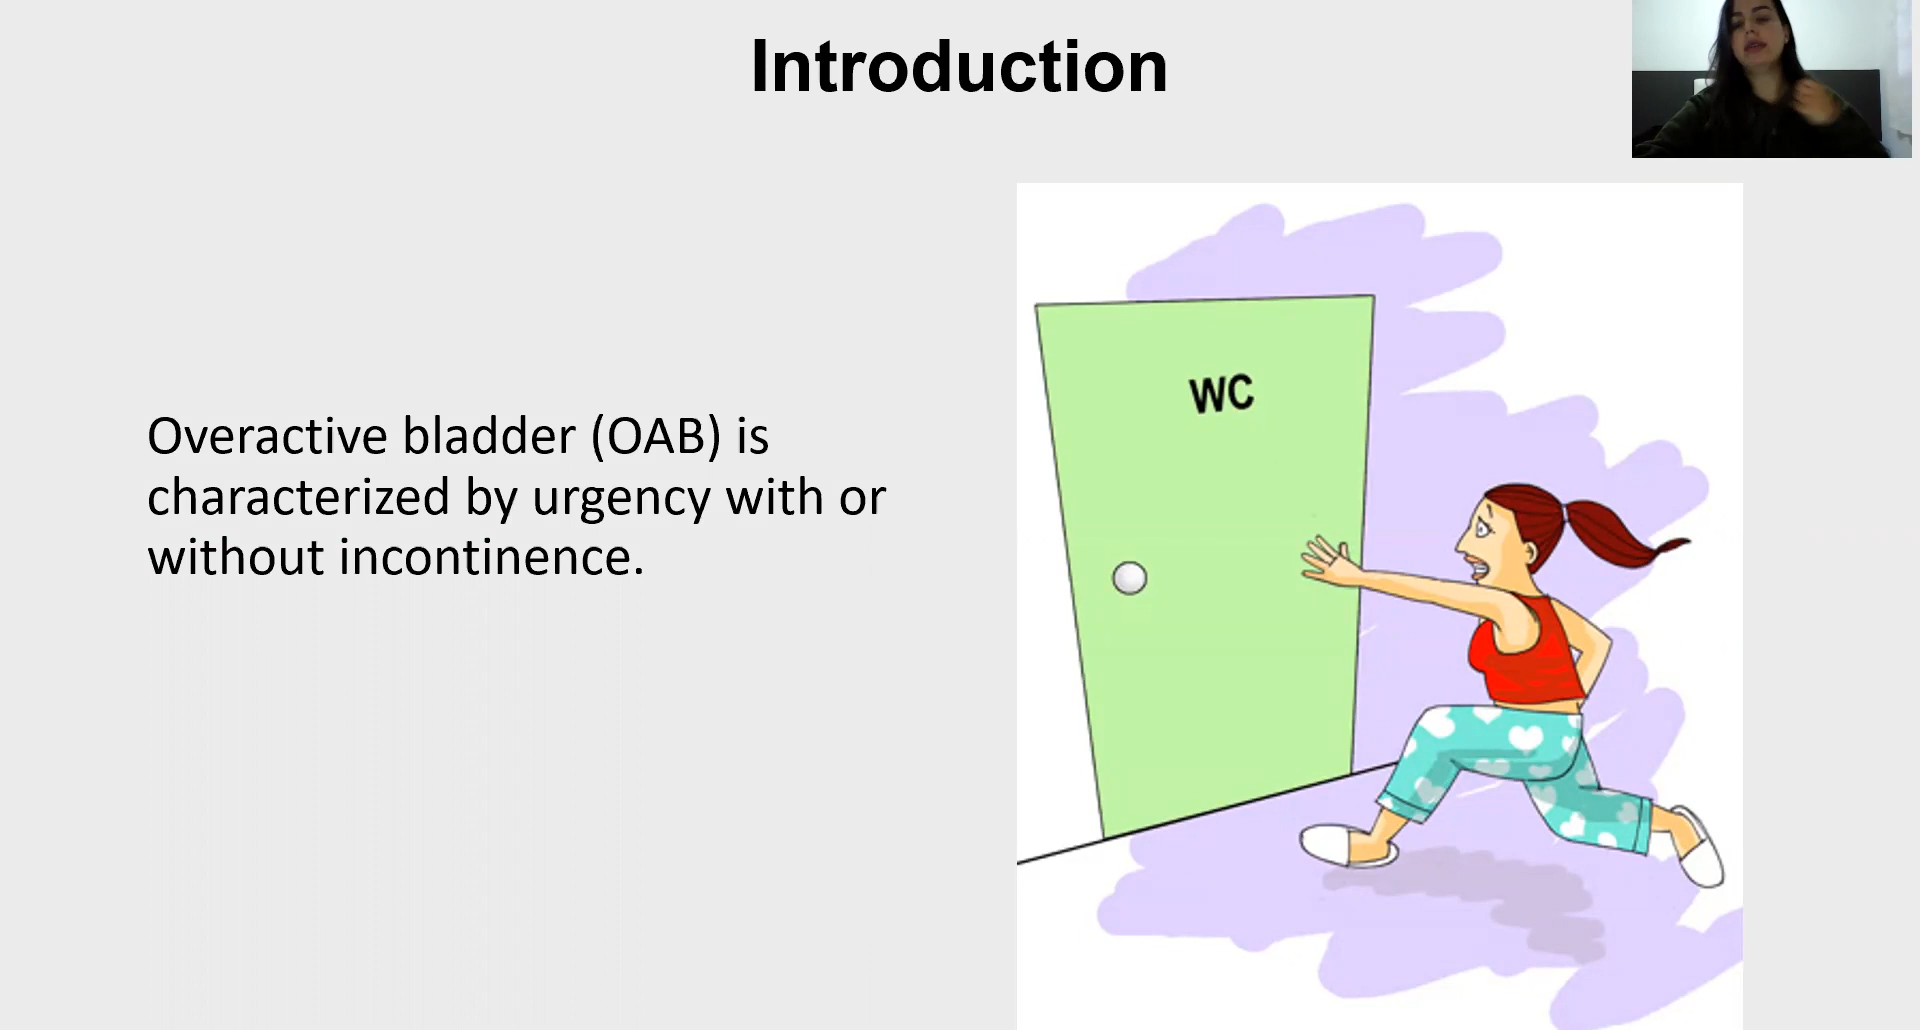 Introduction
Overactive bladder (OAB) is
characterized by urgency with or
without incontinence.
WC